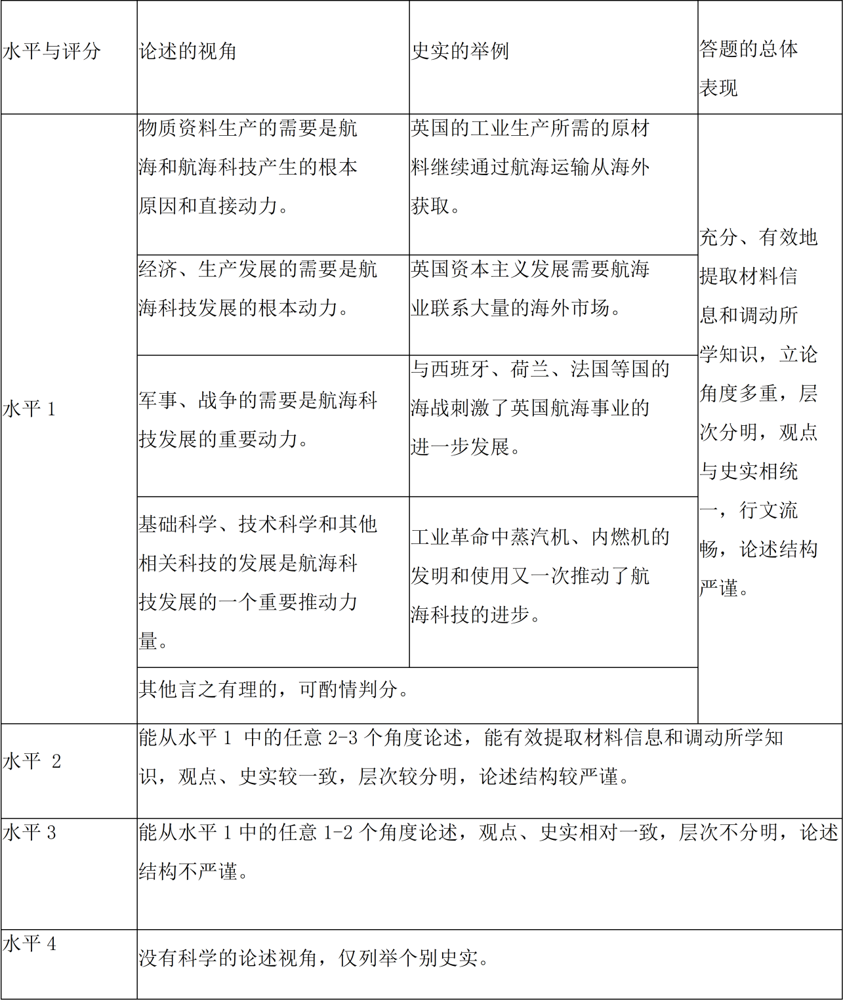 水平与评分
论述的视角
史实的举例
答题的总体
表现
水平 1
物质资料生产的需要是航
海和航海科技产生的根本
原因和直接动力。
英国的工业生产所需的原材
料继续通过航海运输从海外
获取。
经济、生产发展的需要是航
海科技发展的根本动力。
英国资本主义发展需要航海
业联系大量的海外市场。
军事、战争的需要是航海科
技发展的重要动力。
与西班牙、荷兰、法国等国的
海战刺激了英国航海事业的
进一步发展。
基础科学、技术科学和其他
相关科技的发展是航海科
技发展的一个重要推动力
量。
工业革命中蒸汽机、内燃机的
发明和使用又一次推动了航
海科技的进步。
其他言之有理的，可酌情判分。
充分、有效地
提取材料信
息和调动所
学知识，立论
角度多重，层
次分明，观点
与史实相统
一，行文流
畅，论述结构
严谨。
水平 2
能从水平 1 中的任意 2-3 个角度论述，能有效提取材料信息和调动所学知
识，观点、史实较一致，层次较分明，论述结构较严谨。
水平 3
能从水平 1 中的任意 1-2 个角度论述，观点、史实相对一致，层次不分明，论述
结构不严谨。
水平 4
没有科学的论述视角，仅列举个别史实。